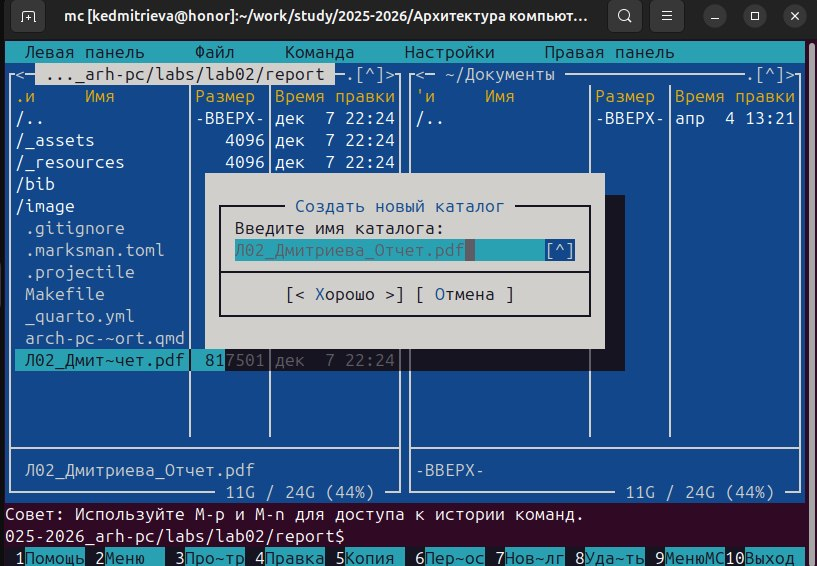 mc [kedmitrieva@honor]:~/work/study/2025-2026/Архитектура компьют...
Левая панель Файл Команда Настройки Правая панель
<— ..._arh-pc/labs/lab02/report —.[^]>
.и Имя Размер Время правки
/.. -ВВЕРХ- дек 7 22:24
/_assets 4096 дек 7 22:24
/_resources 4096 дек 7 22:24
/bib
/image
.gitignore
.marksman.toml
.projectile
Makefile
_quarto.yml
arch-pc-~ort.qmd
Л02_Дмит~чет.pdf 817501 дек 7 22:24
Л02_Дмитриева_Отчет.pdf
11G / 24G (44%)
<— ~/Документы —.[^]>
'и Имя Размер Время правки
/.. -ВВЕРХ- апр 4 13:21
-ВВЕРХ-
11G / 24G (44%)
Создать новый каталог
Введите имя каталога:
Л02_Дмитриева_Отчет.pdf [^]
[< Хорошо >] [ Отмена ]
Совет: Используйте M-p и M-n для доступа к истории команд.
025-2026_arh-pc/labs/lab02/report$
1Помощь 2Меню 3Про~тр 4Правка 5Копия 6Пер~ос 7Нов~лг 8Уда~ть 9МенюMC 10Выход